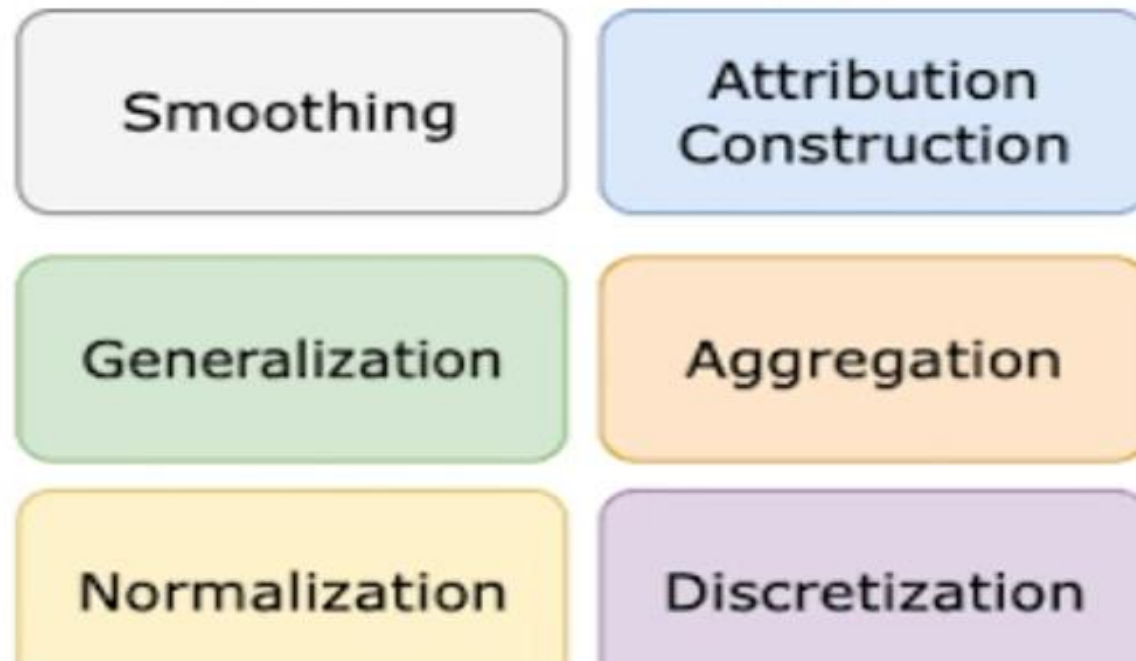 Smoothing
Attribution
Construction
Generalization
Aggregation
Normalization
Discretization